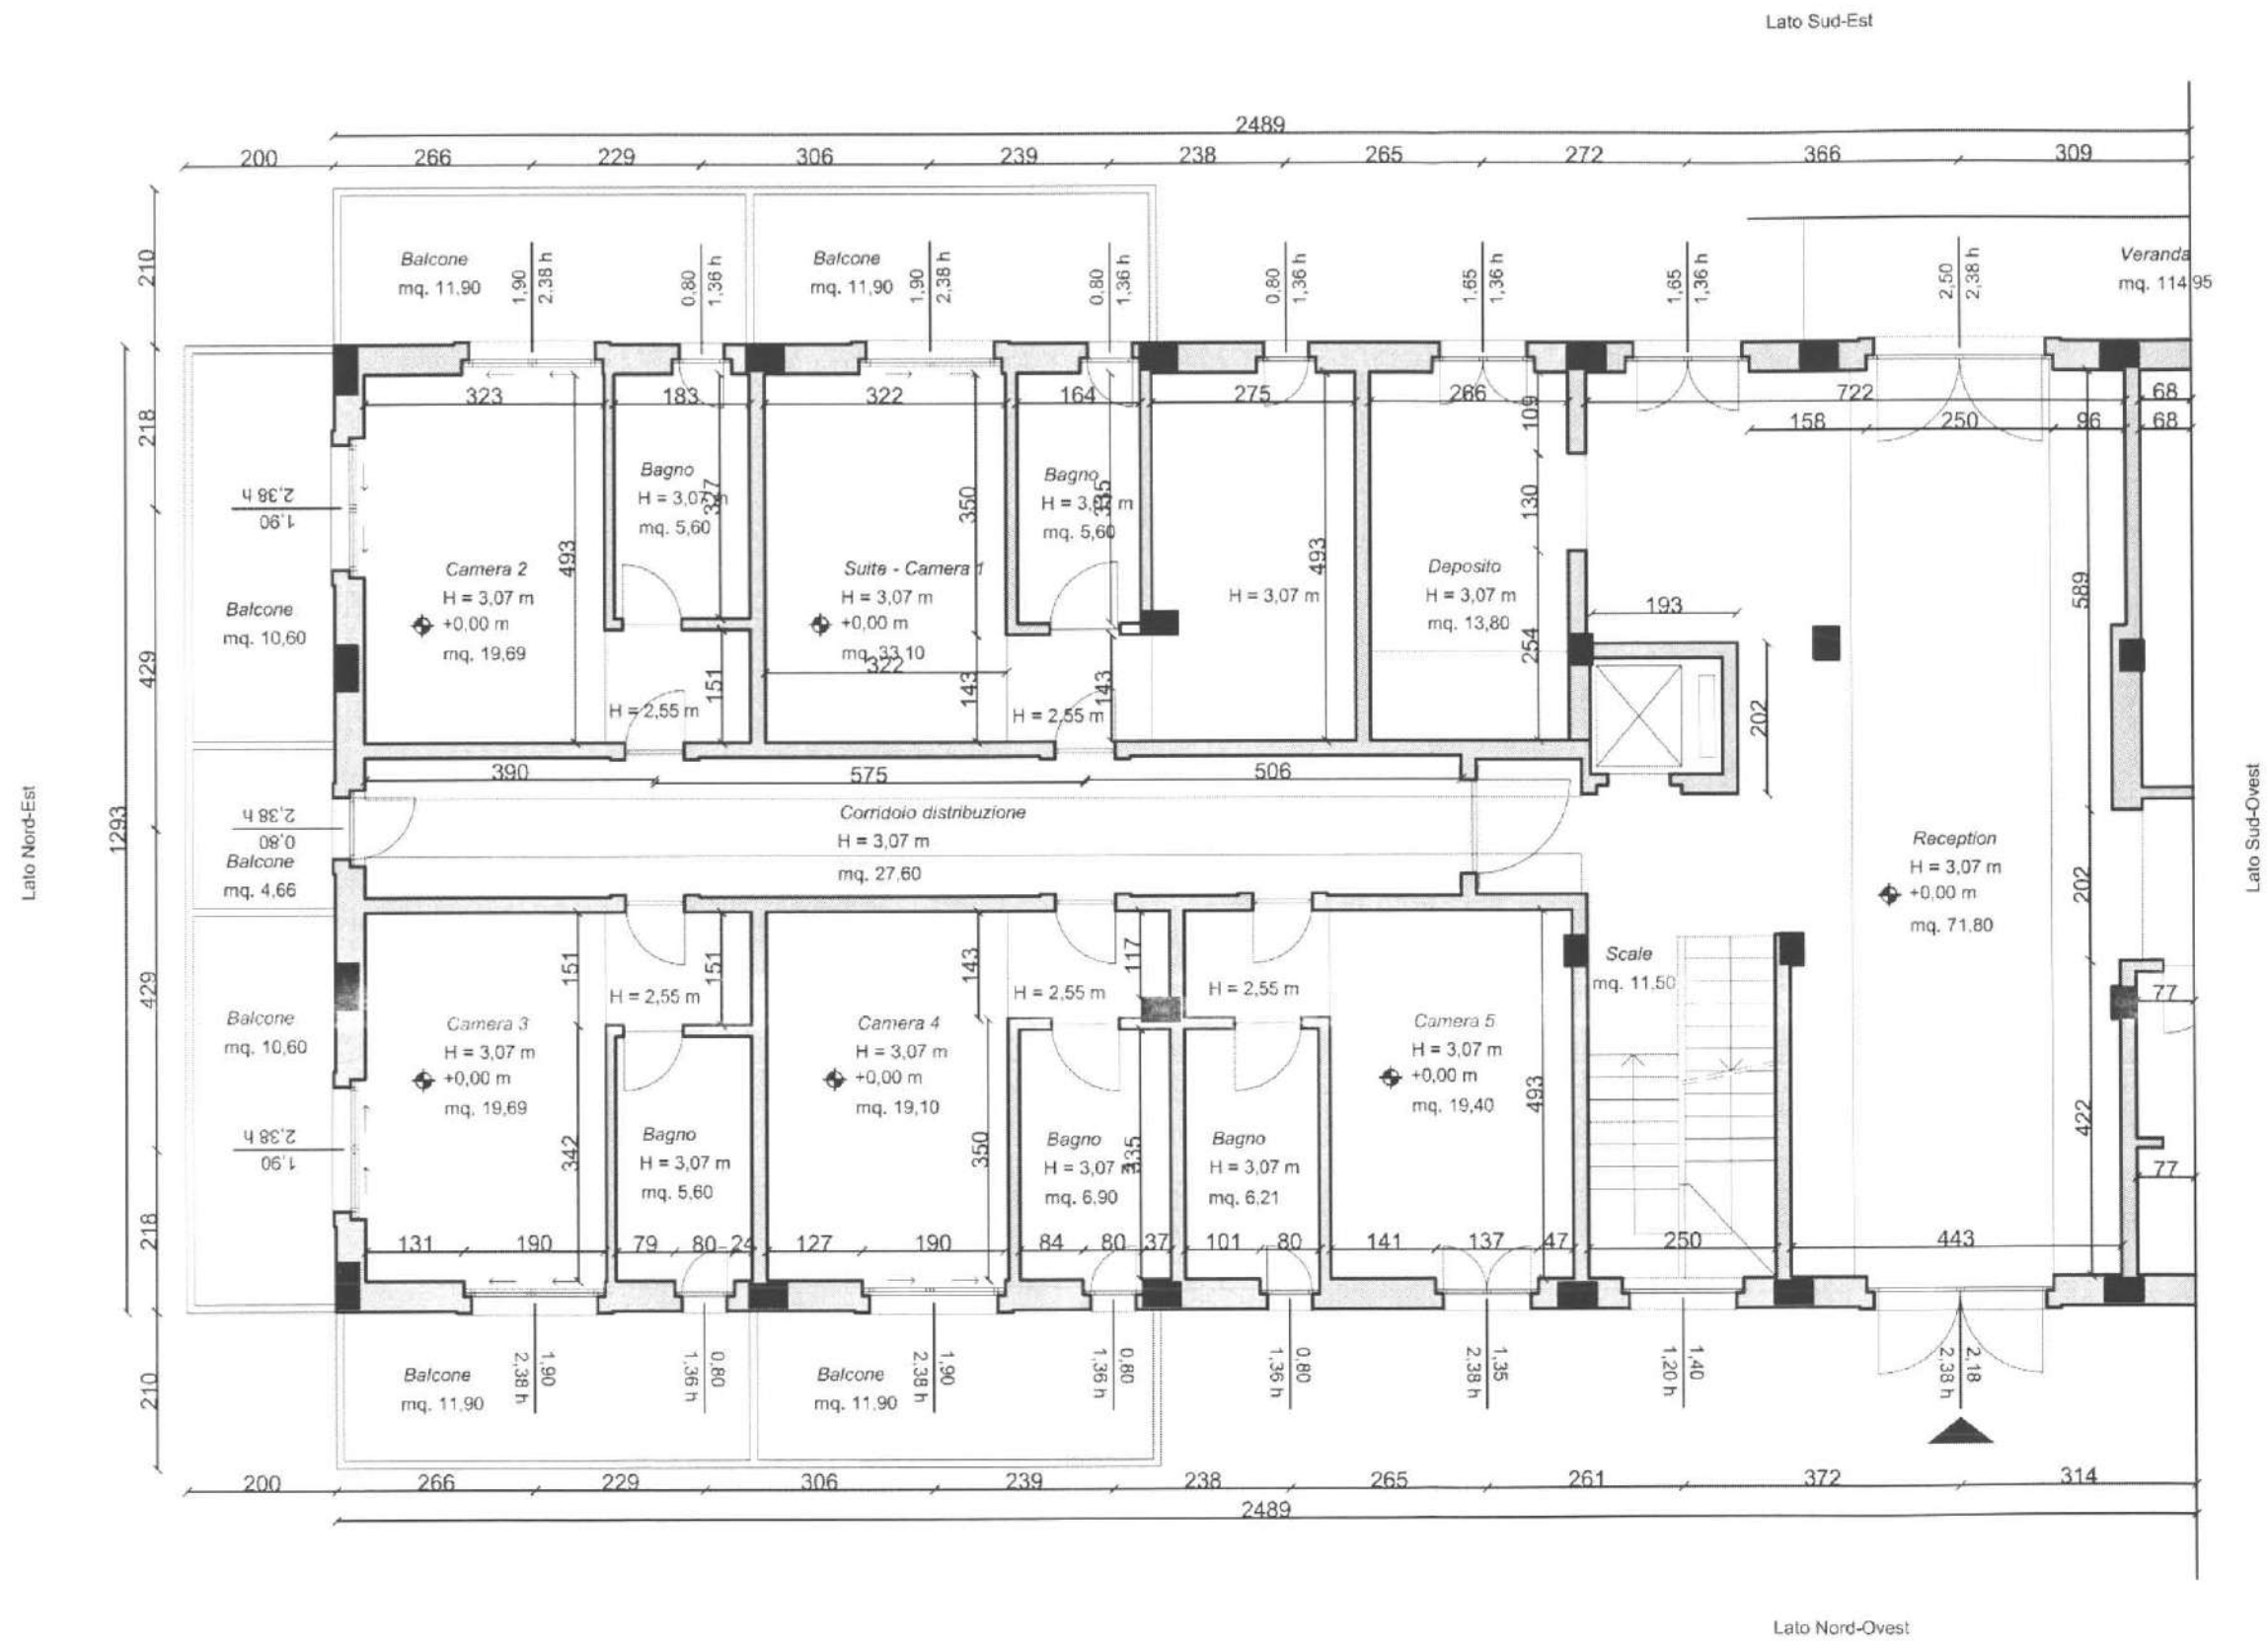 Lato Sud-Est
2489
200 266 229 306 239 238 265 272 366 309
210
Balcone
mq. 11,90
1,90
2,38 h
0,80
1,36 h
Balcone
mq. 11,90
1,90
2,38 h
0,80
1,36 h
0,80
1,36 h
1,65
1,36 h
1,65
1,36 h
2,50
2,38 h
Veranda
mq. 114,95
323 183 322 164 275 266 722 68
158 250 96 68
218
109
2,38 h
1,90
Bagno
H = 3,07 m
mq. 5,60
327
350
Bagno
H = 3,07 m
mq. 5,60
335
493
130
493
Camera 2
H = 3,07 m
+0,00 m
mq. 19,69
Suite - Camera 1
H = 3,07 m
+0,00 m
mq. 33,10
322
H = 3,07 m
Deposito
H = 3,07 m
mq. 13,80
254
193
589
Balcone
mq. 10,60
429
151
H = 2,55 m
143
143
H = 2,55 m
202
390 575 506
Lato Nord-Est
1293
2,38 h
0,80
Balcone
mq. 4,66
Corridoio distribuzione
H = 3,07 m
mq. 27,60
Reception
H = 3,07 m
+0,00 m
mq. 71,80
202
Lato Sud-Ovest
429
151
151
H = 2,55 m
143
117
H = 2,55 m
H = 2,55 m
Scale
mq. 11,50
77
Balcone
mq. 10,60
Camera 3
H = 3,07 m
+0,00 m
mq. 19,69
Camera 4
H = 3,07 m
+0,00 m
mq. 19,10
Camera 5
H = 3,07 m
+0,00 m
mq. 19,40
493
422
2,38 h
1,90
342
Bagno
H = 3,07 m
mq. 5,60
350
Bagno
H = 3,07 m
mq. 6,90
335
Bagno
H = 3,07 m
mq. 6,21
77
218
131 190 79 80 24 127 190 84 80 37 101 80 141 137 47 250 443
210
Balcone
mq. 11,90
1,90
2,38 h
0,80
1,36 h
Balcone
mq. 11,90
1,90
2,38 h
0,80
1,36 h
0,80
1,36 h
1,35
2,38 h
1,40
1,20 h
2,18
2,38 h
200 266 229 306 239 238 265 261 372 314
2489
Lato Nord-Ovest